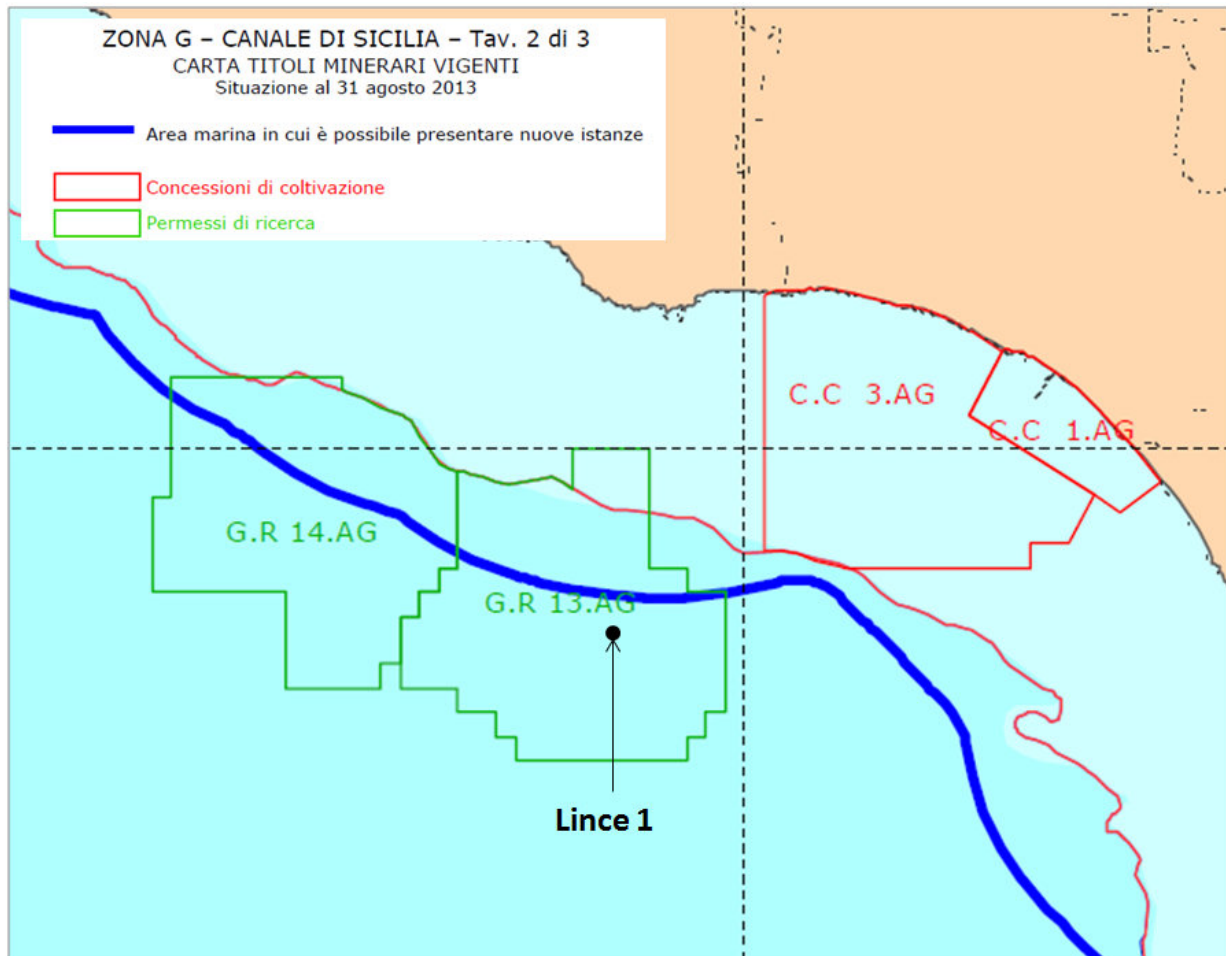 ZONA G – CANALE DI SICILIA – Tav. 2 di 3
CARTA TITOLI MINERARI VIGENTI
Situazione al 31 agosto 2013
Area marina in cui è possibile presentare nuove istanze
Concessioni di coltivazione
Permessi di ricerca
C.C 3.AG
C.C 1.AG
G.R 14.AG
G.R 13.AG
Lince 1